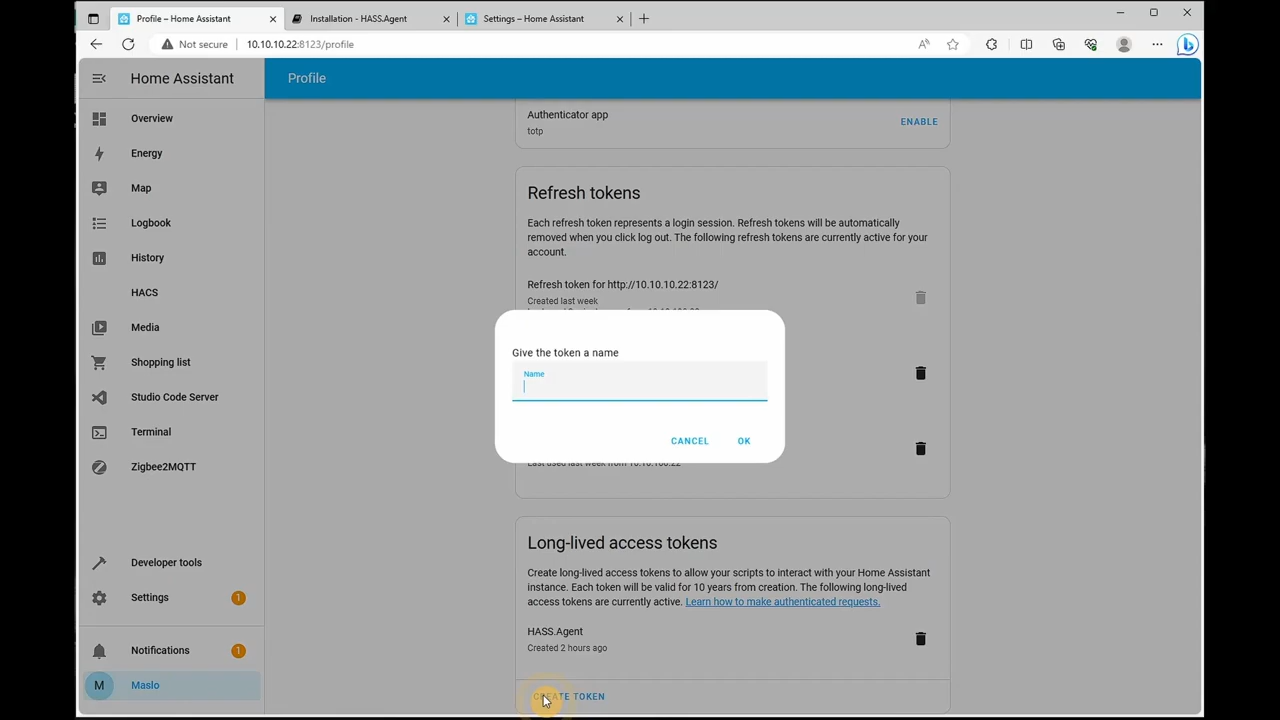 Profile – Home Assistant
Installation - HASS.Agent
Settings – Home Assistant
Not secure
10.10.10.22:8123/profile
Home Assistant
Profile
Overview
Energy
Map
Logbook
History
HACS
Media
Shopping list
Studio Code Server
Terminal
Zigbee2MQTT
Developer tools
Settings
1
Notifications
1
M
Maslo
Authenticator app
totp
ENABLE
Refresh tokens
Each refresh token represents a login session. Refresh tokens will be automatically
removed when you click log out. The following refresh tokens are currently active for your
account.
Refresh token for http://10.10.10.22:8123/
Created last week
Give the token a name
Name
CANCEL
OK
Long-lived access tokens
Create long-lived access tokens to allow your scripts to interact with your Home Assistant
instance. Each token will be valid for 10 years from creation. The following long-lived
access tokens are currently active. Learn how to make authenticated requests.
HASS.Agent
Created 2 hours ago
CREATE TOKEN